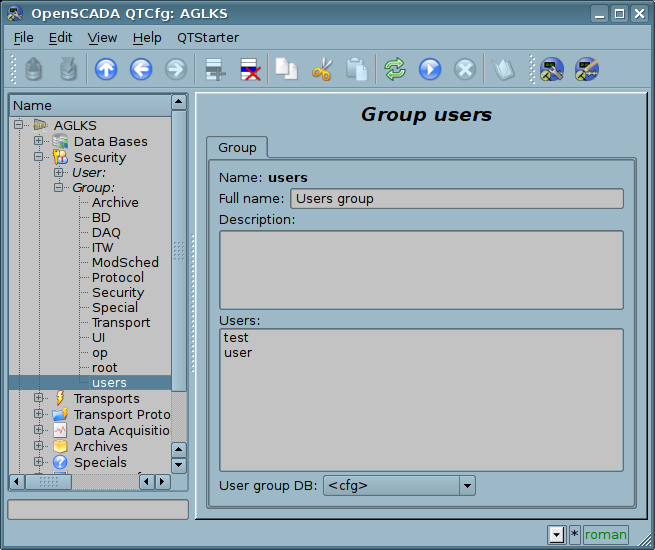 OpenSCADA QTCfg: AGLKS
File Edit View Help QTStarter
Name
AGLKS
Data Bases
Security
User:
Group:
Archive
BD
DAQ
ITW
ModSched
Protocol
Security
Special
Transport
UI
op
root
users
Transports
Transport Proto
Data Acquisitio
Archives
Specials
Group users
Group
Name: users
Full name: Users group
Description:
Users:
test
user
User group DB: <cfg>
* roman